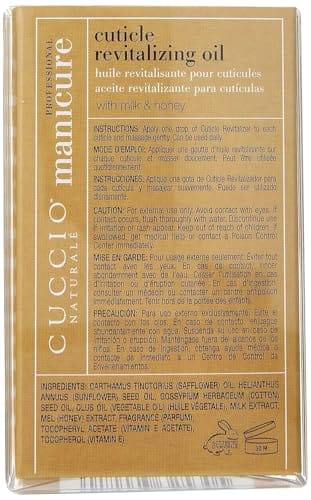 PROFESSIONAL
manicure
CUCCIO™
NATURALÉ
cuticle
revitalizing oil
huile revitalisante pour cuticules
aceite revitalizante para cutículas
with milk & honey
INSTRUCTIONS: Apply one drop of Cuticle Revitalizer to each
cuticle and massage gently. Can be used daily.
MODE D'EMPLOI: Appliquer une goutte d'huile revitalisante sur
chaque cuticule et masser doucement. Peut être utilisée
quotidiennement.
INSTRUCCIONES: Aplique una gota de Cuticle Revitalizador para
cada cutículas y masajear suavemente. Puede ser utilizado
diariamente.
CAUTION: For external use only. Avoid contact with eyes. If
contact occurs, flush thoroughly with water. Discontinue use
if irritation or rash appear. Keep out of reach of children. If
swallowed, get medical help or contact a Poison Control
Center immediately.
MISE EN GARDE: Pour usage externe seulement. Éviter tout
contact avec les yeux. En cas de contact, rincer
abondamment avec de l'eau. Cesser l'utilisation en cas
d'irritation ou d'éruption cutanée. En cas d'ingestion,
consulter un médecin ou contacter un centre antipoison
immédiatement. Tenir hors de la portée des enfants.
PRECAUCIÓN: Para uso externo exclusivamente. Evite el
contacto con los ojos. En caso de contacto, enjuague
abundantemente con agua. Suspenda su uso en caso de
irritación o erupción. Manténgase fuera del alcance de los
niños. En caso de ingestión, obtenga ayuda médica o
contacte de inmediato a un Centro de Control de
Envenenamientos.
INGREDIENTS: CARTHAMUS TINCTORIUS (SAFFLOWER) OIL, HELIANTHUS
ANNUUS (SUNFLOWER) SEED OIL, GOSSYPIUM HERBACEUM (COTTON)
SEED OIL, OLUS OIL (VEGETABLE OIL) (HUILE VÉGÉTALE), MILK EXTRACT,
MEL (HONEY) EXTRACT, FRAGRANCE (PARFUM),
TOCOPHERYL ACETATE (VITAMIN E ACETATE),
TOCOPHEROL (VITAMIN E)